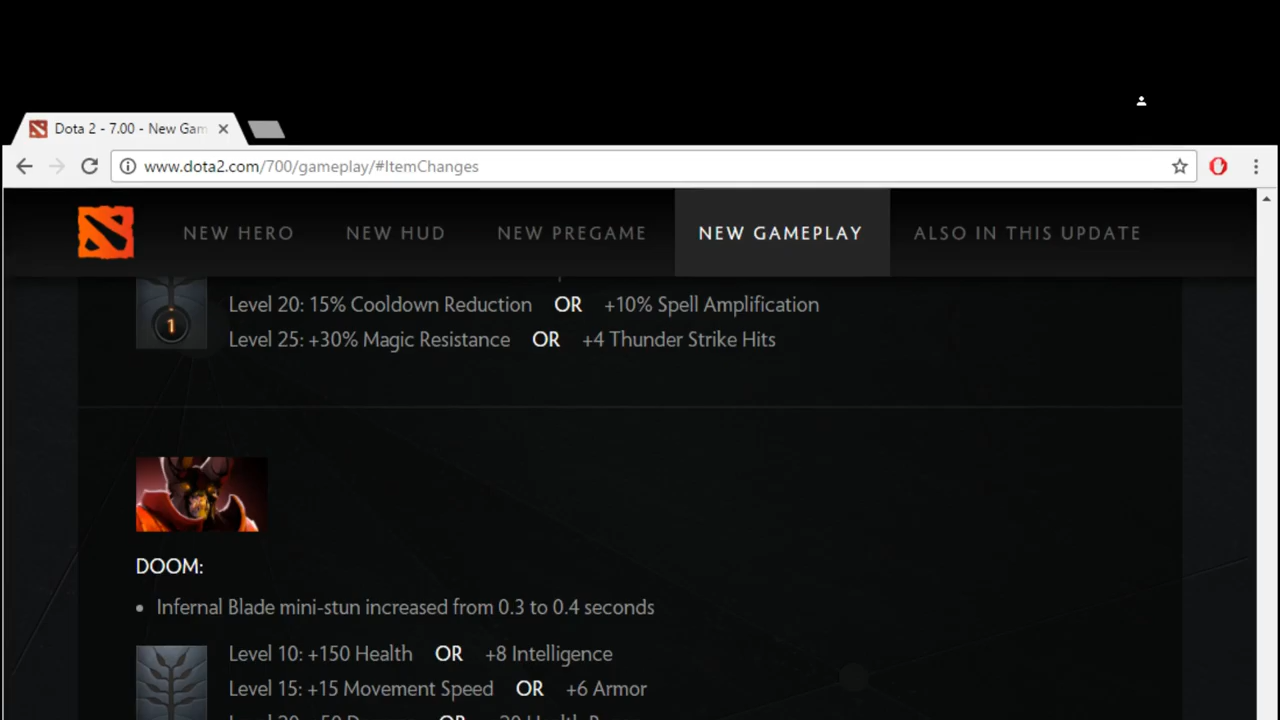 Dota 2 - 7.00 - New Gam
www.dota2.com/700/gameplay/#ItemChanges
NEW HERO NEW HUD NEW PREGAME NEW GAMEPLAY ALSO IN THIS UPDATE
Level 20: 15% Cooldown Reduction OR +10% Spell Amplification
1
Level 25: +30% Magic Resistance OR +4 Thunder Strike Hits
DOOM:
• Infernal Blade mini-stun increased from 0.3 to 0.4 seconds
Level 10: +150 Health OR +8 Intelligence
Level 15: +15 Movement Speed OR +6 Armor